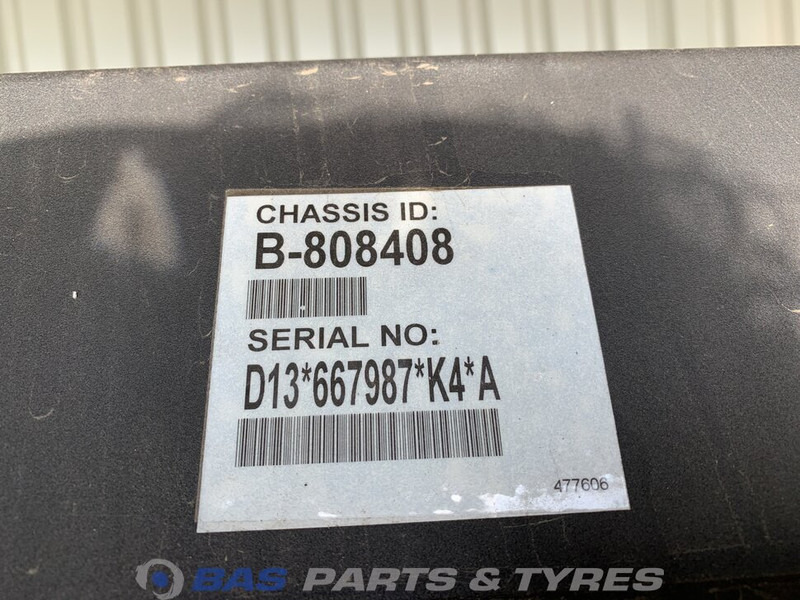 CHASSIS ID:
B-808408
SERIAL NO:
D13*667987*K4*A
477606
BAS PARTS & TYRES